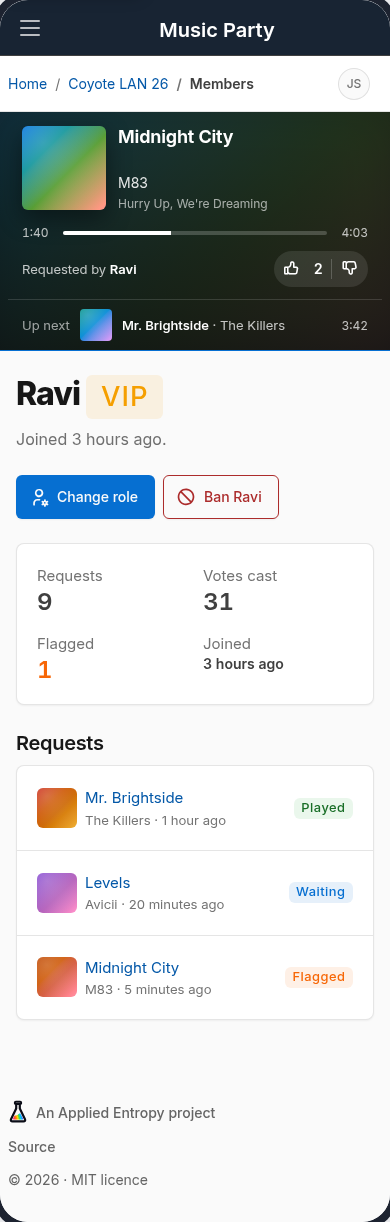 Music Party
Home / Coyote LAN 26 / Members
JS
Midnight City
M83
Hurry Up, We're Dreaming
1:40
4:03
Requested by Ravi
2
Up next
Mr. Brightside · The Killers
3:42
Ravi VIP
Joined 3 hours ago.
Change role
Ban Ravi
Requests
9
Votes cast
31
Flagged
1
Joined
3 hours ago
Requests
Mr. Brightside
The Killers · 1 hour ago
Played
Levels
Avicii · 20 minutes ago
Waiting
Midnight City
M83 · 5 minutes ago
Flagged
An Applied Entropy project
Source
© 2026 · MIT licence